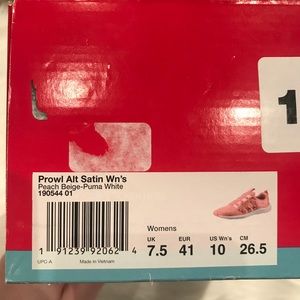 1
Prowl Alt Satin Wn's
Peach Beige-Puma White
190544 01
Womens
UK EUR US Wn's CM
7.5 41 10 26.5
1 91239 92062 4
UPC-A Made in Vietnam